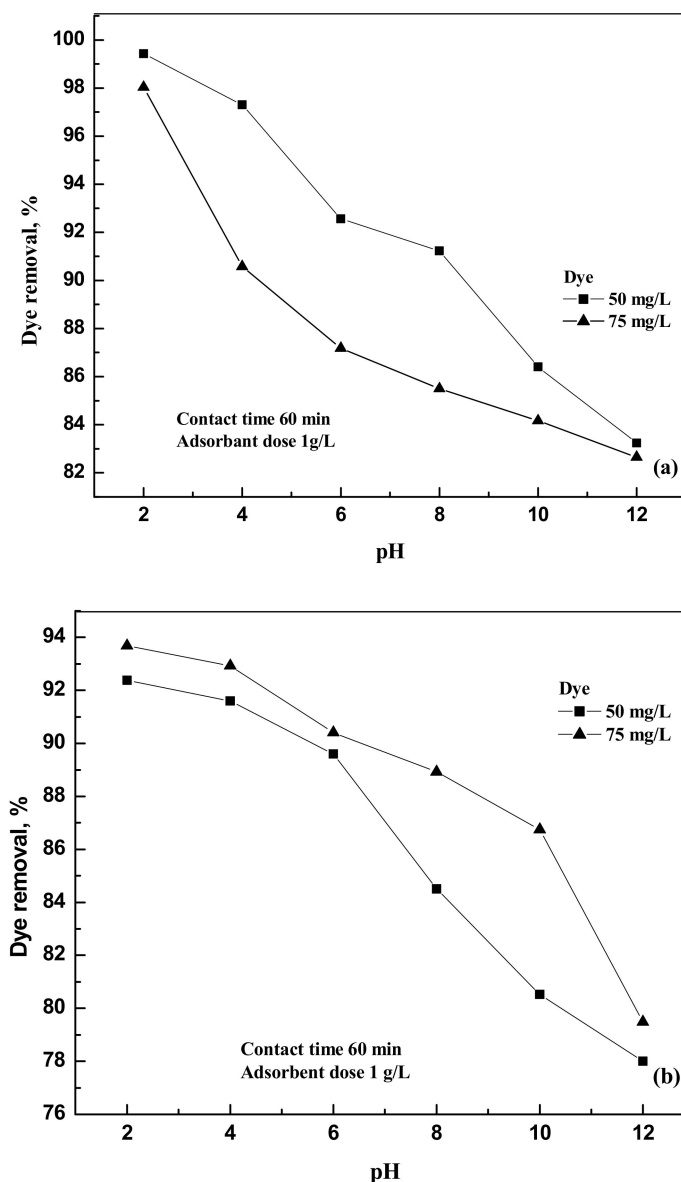 100
98
96
94
92
90
88
86
84
82
Dye removal, %
Dye
50 mg/L
75 mg/L
Contact time 60 min
Adsorbant dose 1g/L
(a)
2 4 6 8 10 12
pH
94
92
90
88
86
84
82
80
78
76
Dye removal, %
Dye
50 mg/L
75 mg/L
Contact time 60 min
Adsorbent dose 1 g/L
(b)
2 4 6 8 10 12
pH